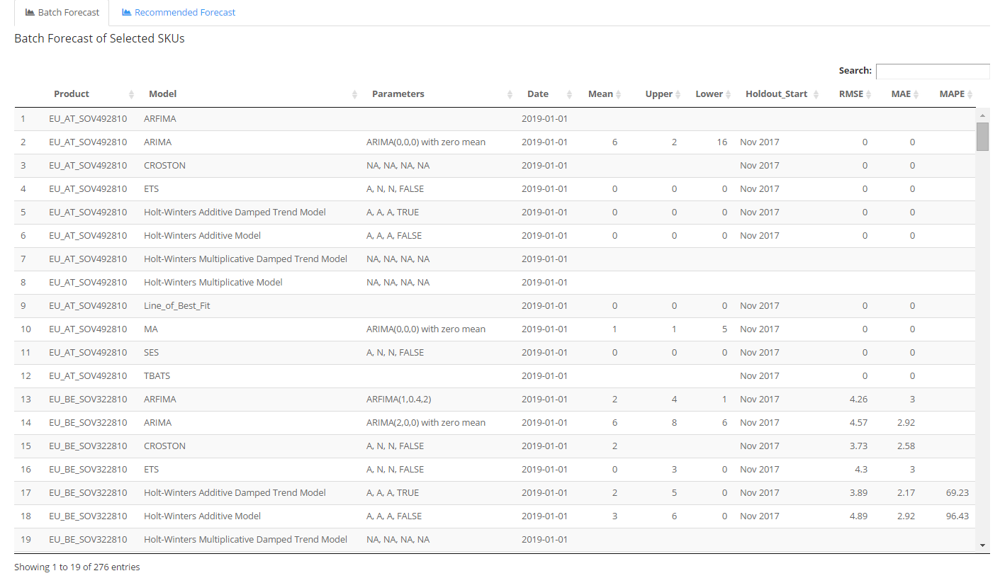 Batch Forecast Recommended Forecast
Batch Forecast of Selected SKUs
Search:
Product Model Parameters Date Mean Upper Lower Holdout_Start RMSE MAE MAPE
1 EU_AT_SOV492810 ARFIMA 2019-01-01
2 EU_AT_SOV492810 ARIMA ARIMA(0,0,0) with zero mean 2019-01-01 6 2 16 Nov 2017 0 0
3 EU_AT_SOV492810 CROSTON NA, NA, NA, NA 2019-01-01 Nov 2017 0 0
4 EU_AT_SOV492810 ETS A, N, N, FALSE 2019-01-01 0 0 0 Nov 2017 0 0
5 EU_AT_SOV492810 Holt-Winters Additive Damped Trend Model A, A, A, TRUE 2019-01-01 0 0 0 Nov 2017 0 0
6 EU_AT_SOV492810 Holt-Winters Additive Model A, A, A, FALSE 2019-01-01 0 0 0 Nov 2017 0 0
7 EU_AT_SOV492810 Holt-Winters Multiplicative Damped Trend Model NA, NA, NA, NA 2019-01-01
8 EU_AT_SOV492810 Holt-Winters Multiplicative Model NA, NA, NA, NA 2019-01-01
9 EU_AT_SOV492810 Line_of_Best_Fit 2019-01-01 0 0 0 Nov 2017 0 0
10 EU_AT_SOV492810 MA ARIMA(0,0,0) with zero mean 2019-01-01 1 1 5 Nov 2017 0 0
11 EU_AT_SOV492810 SES A, N, N, FALSE 2019-01-01 0 0 0 Nov 2017 0 0
12 EU_AT_SOV492810 TBATS 2019-01-01 Nov 2017 0 0
13 EU_BE_SOV322810 ARFIMA ARFIMA(1,0.4,2) 2019-01-01 2 4 1 Nov 2017 4.26 3
14 EU_BE_SOV322810 ARIMA ARIMA(2,0,0) with zero mean 2019-01-01 6 8 6 Nov 2017 4.57 2.92
15 EU_BE_SOV322810 CROSTON A, N, N, FALSE 2019-01-01 2 Nov 2017 3.73 2.58
16 EU_BE_SOV322810 ETS A, N, N, FALSE 2019-01-01 0 3 0 Nov 2017 4.3 3
17 EU_BE_SOV322810 Holt-Winters Additive Damped Trend Model A, A, A, TRUE 2019-01-01 2 5 0 Nov 2017 3.89 2.17 69.23
18 EU_BE_SOV322810 Holt-Winters Additive Model A, A, A, FALSE 2019-01-01 3 6 0 Nov 2017 4.89 2.92 96.43
19 EU_BE_SOV322810 Holt-Winters Multiplicative Damped Trend Model NA, NA, NA, NA 2019-01-01
Showing 1 to 19 of 276 entries